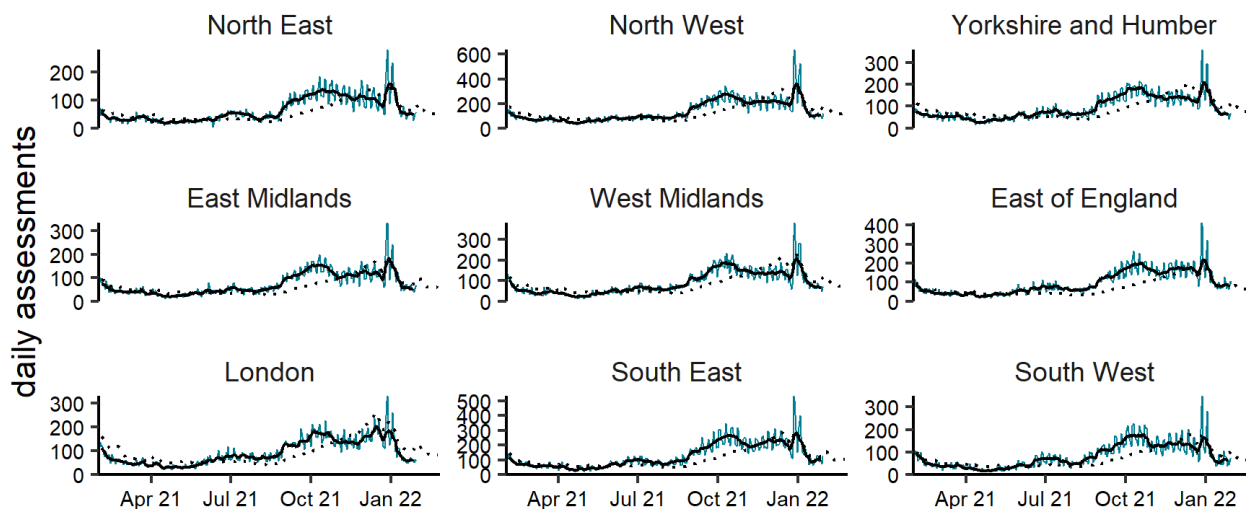 North East
North West
Yorkshire and Humber
200
100
0
600
400
200
0
300
200
100
0
daily assessments
East Midlands
West Midlands
East of England
300
200
100
0
300
200
100
0
400
300
200
100
0
London
South East
South West
300
200
100
0
500
400
300
200
100
0
300
200
100
0
Apr 21 Jul 21 Oct 21 Jan 22
Apr 21 Jul 21 Oct 21 Jan 22
Apr 21 Jul 21 Oct 21 Jan 22